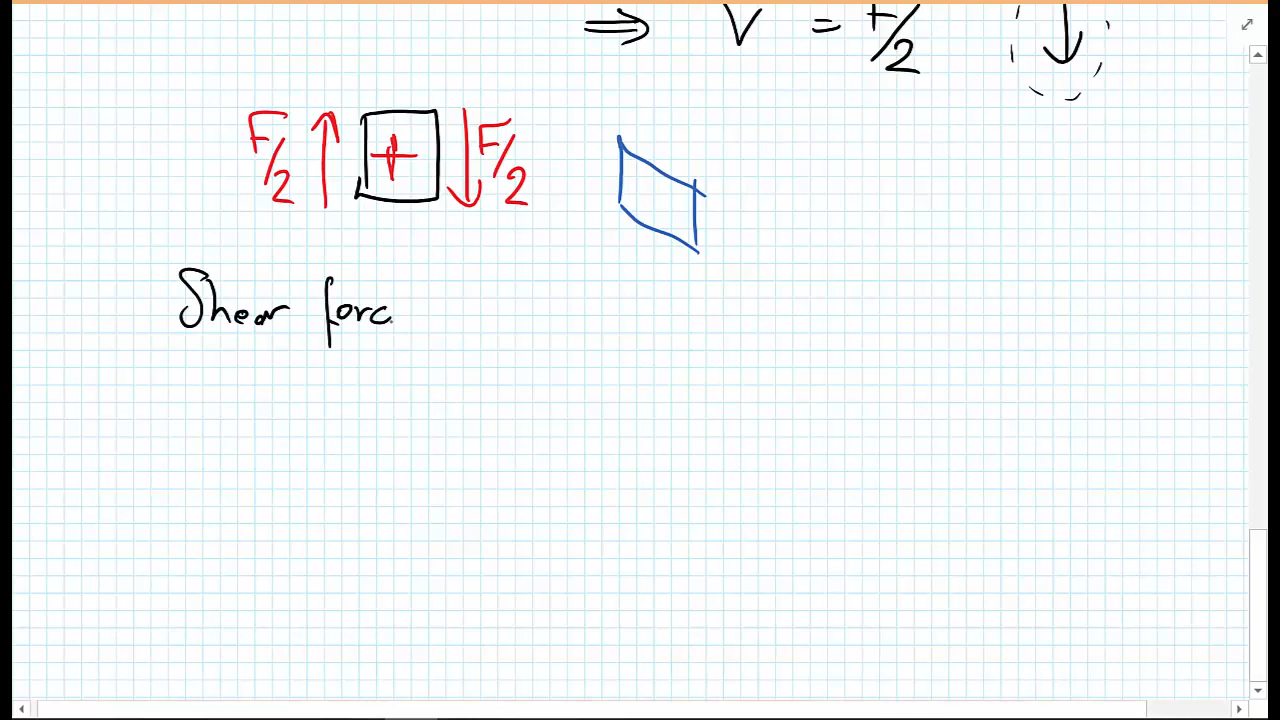 ⇒ V = F/2 ↓
F/2 ↑ + ↓ F/2
Shear forc